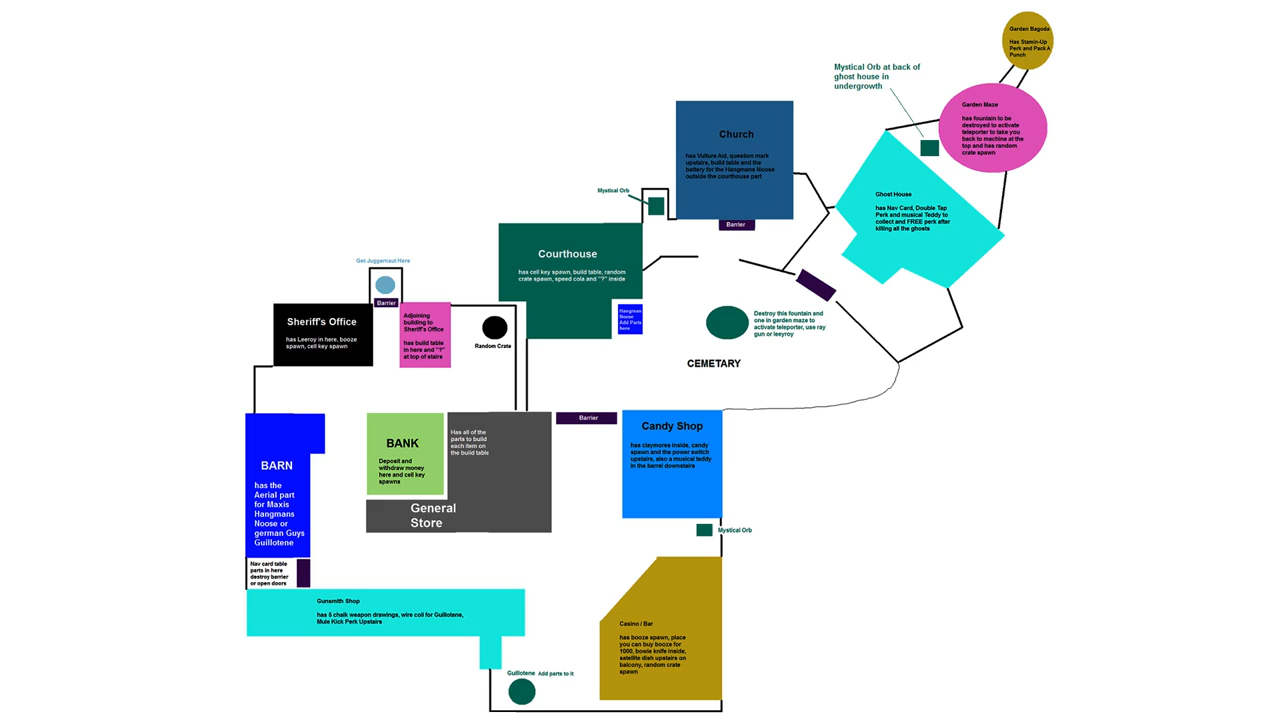 Garden Bagoda
Has Stamin-Up
Perk and Pack A
Punch
Mystical Orb at back of
ghost house in
undergrowth
Garden Maze
has fountain to be
destroyed to activate
teleporter to take you
back to machine at the
top and has random
crate spawn
Church
has Vulture Aid, question mark
upstairs, build table and the
battery for the Hangmans Noose
outside the courthouse part
Barrier
Ghost House
has Nav Card, Double Tap
Perk and musical Teddy to
collect and FREE perk after
killing all the ghosts
Mystical Orb
Courthouse
has cell key spawn, build table, random
crate spawn, speed cola and "?" inside
Hangman
Noose
Add Parts
here
Get Juggernaut Here
Barrier
Sheriff's Office
has Leeroy in here, booze
spawn, cell key spawn
Adjoining
building to
Sheriff's Office
has build table
in here and "?"
at top of stairs
Random Crate
Destroy this fountain and
one in garden maze to
activate teleporter, use ray
gun or leeyroy
CEMETARY
BARN
has the
Aerial part
for Maxis
Hangmans
Noose or
german Guys
Guillotene
BANK
Deposit and
withdraw money
here and cell key
spawns
Has all of the
parts to build
each item on
the build table
General
Store
Barrier
Candy Shop
has claymores inside, candy
spawn and the power switch
upstairs, also a musical teddy
in the barrel downstairs
Mystical Orb
Nav card table
parts in here
destroy barrier
or open doors
Gunsmith Shop
has 5 chalk weapon drawings, wire coil for Guillotene,
Mule Kick Perk Upstairs
Casino / Bar
has booze spawn, place
you can buy booze for
1000, bowie knife inside,
satellite dish upstairs on
balcony, random crate
spawn
Guillotene Add parts to it